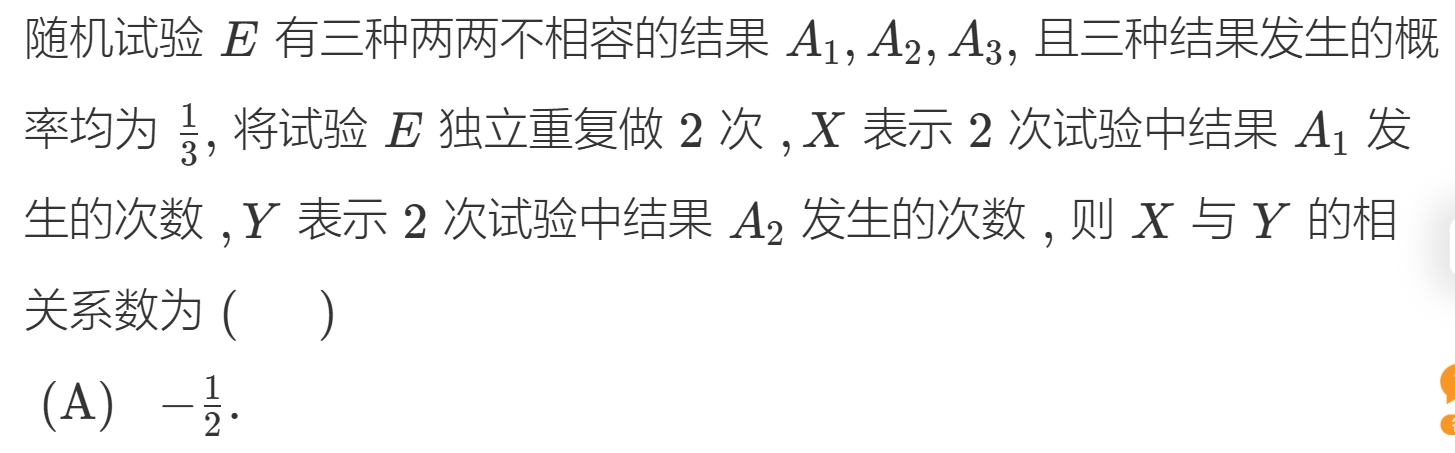 随机试验 E 有三种两两不相容的结果 A₁, A₂, A₃, 且三种结果发生的概
率均为 1/3, 将试验 E 独立重复做 2 次 , X 表示 2 次试验中结果 A₁ 发
生的次数 , Y 表示 2 次试验中结果 A₂ 发生的次数 , 则 X 与 Y 的相
关系数为 (    )
(A) −1/2.